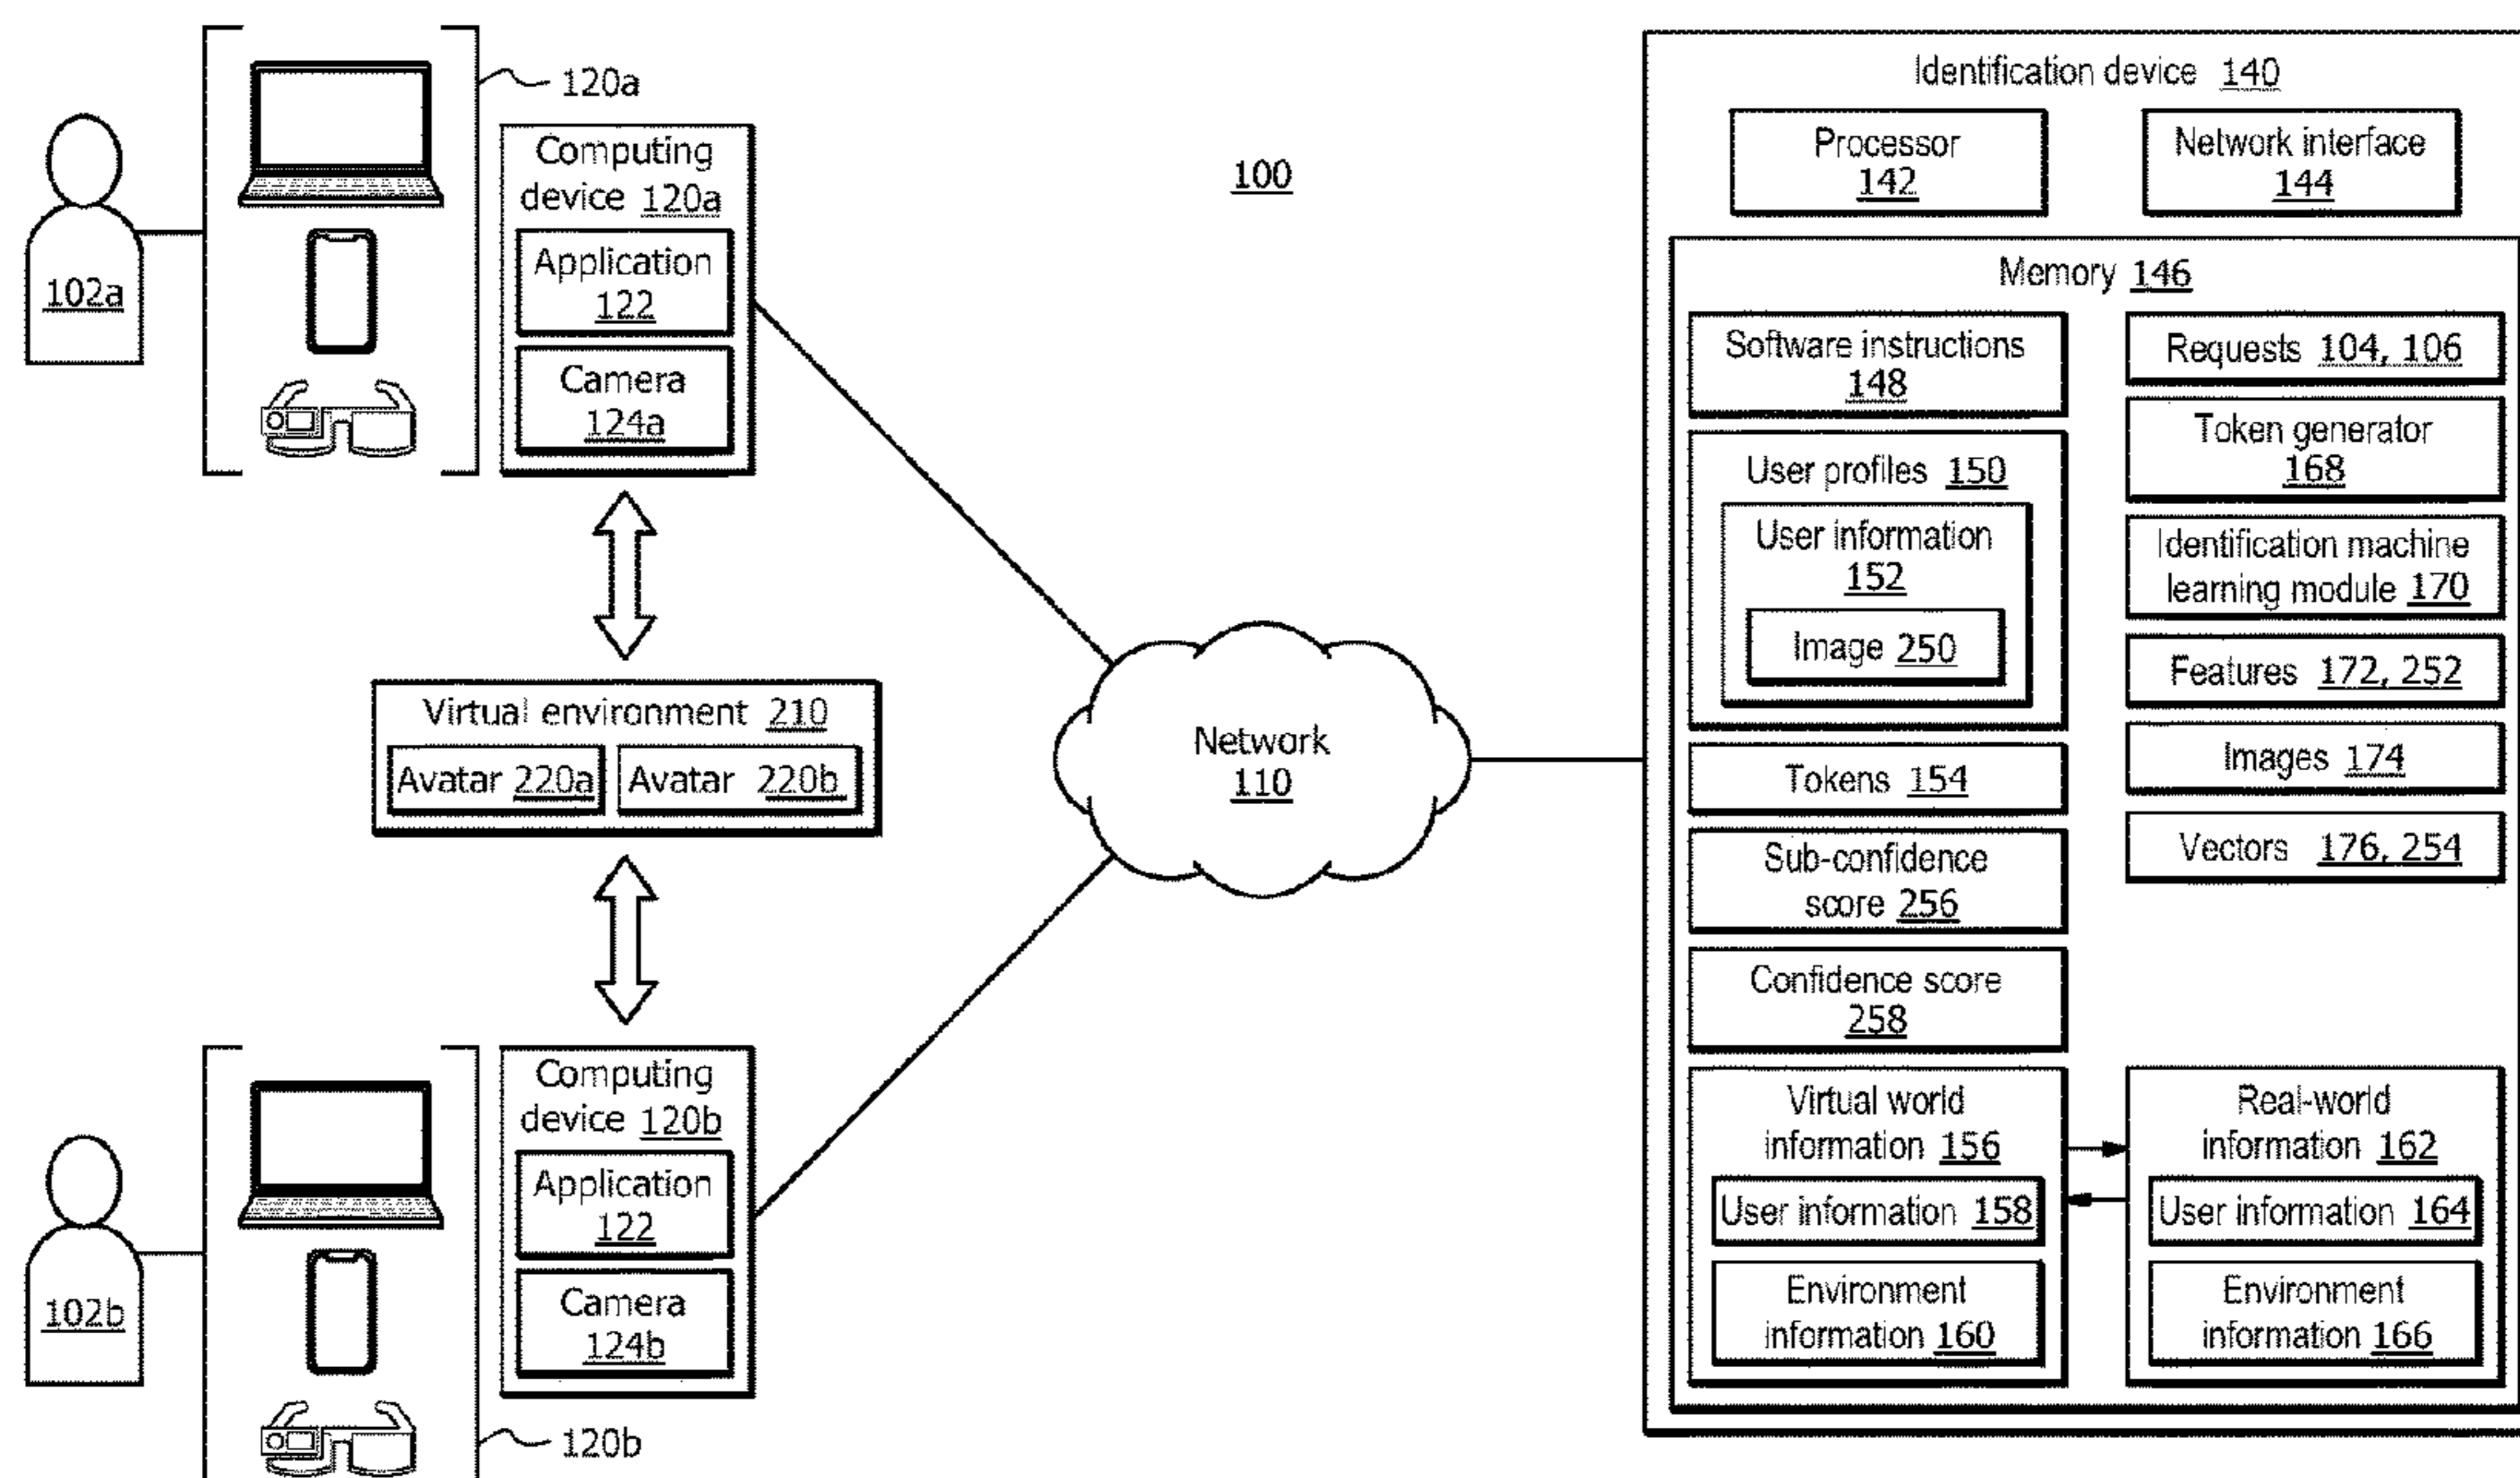 120a
102a
Computing
device 120a
Application
122
Camera
124a
100
Virtual environment 210
Avatar 220a
Avatar 220b
Network
110
102b
120b
Computing
device 120b
Application
122
Camera
124b
Identification device 140
Processor
142
Network interface
144
Memory 146
Software instructions
148
User profiles 150
User information
152
Image 250
Tokens 154
Sub-confidence
score 256
Confidence score
258
Requests 104, 106
Token generator
168
Identification machine
learning module 170
Features 172, 252
Images 174
Vectors 176, 254
Virtual world
information 156
User information 158
Environment
information 160
Real-world
information 162
User information 164
Environment
information 166